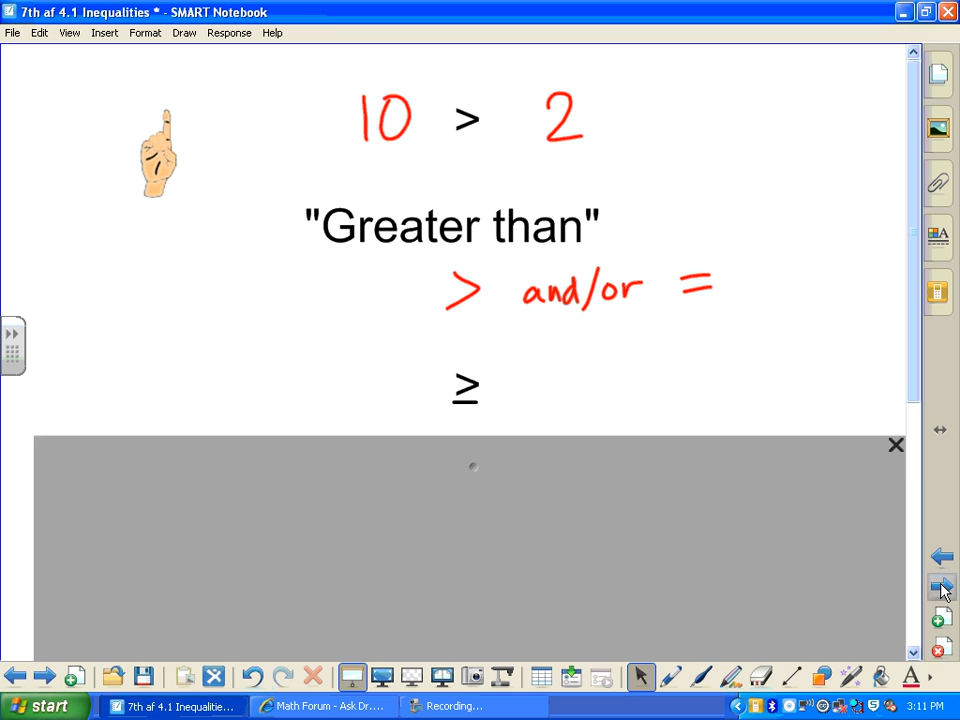 7th af 4.1 Inequalities * - SMART Notebook
File Edit View Insert Format Draw Response Help
10 > 2
"Greater than"
> and/or =
≥
start 7th af 4.1 Inequalitie... Math Forum - Ask Dr.... Recording... 3:11 PM